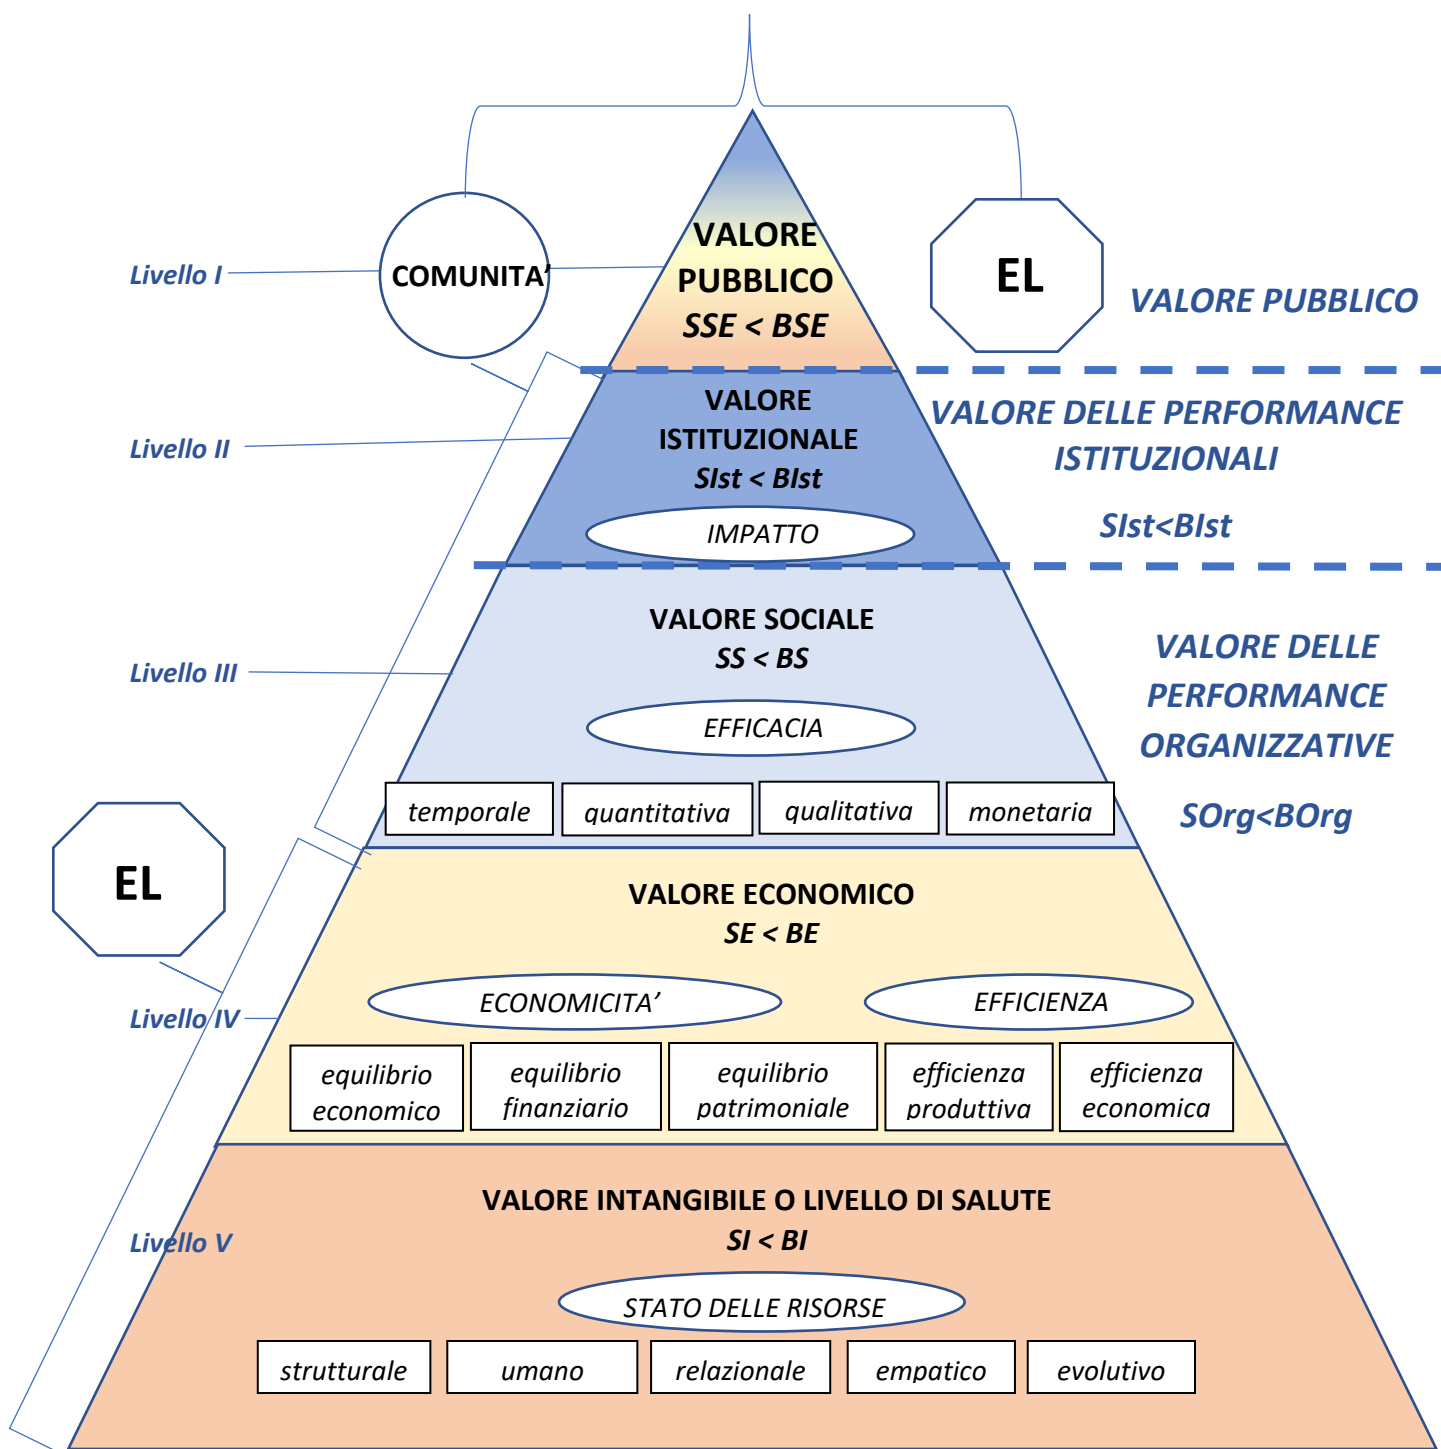 Livello I
COMUNITA’
VALORE
PUBBLICO
SSE < BSE
EL
VALORE PUBBLICO
Livello II
VALORE
ISTITUZIONALE
SIst < BIst
IMPATTO
VALORE DELLE PERFORMANCE
ISTITUZIONALI
SIst<BIst
Livello III
VALORE SOCIALE
SS < BS
EFFICACIA
temporale
quantitativa
qualitativa
monetaria
VALORE DELLE
PERFORMANCE
ORGANIZZATIVE
SOrg<BOrg
EL
Livello IV
VALORE ECONOMICO
SE < BE
ECONOMICITA’
EFFICIENZA
equilibrio
economico
equilibrio
finanziario
equilibrio
patrimoniale
efficienza
produttiva
efficienza
economica
Livello V
VALORE INTANGIBILE O LIVELLO DI SALUTE
SI < BI
STATO DELLE RISORSE
strutturale
umano
relazionale
empatico
evolutivo